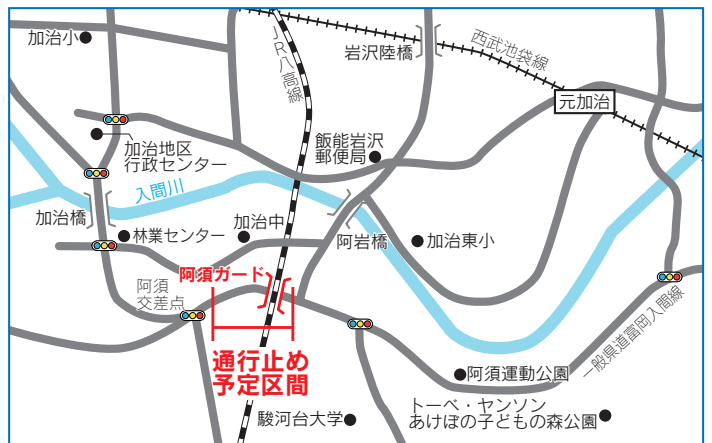 加治小
JR八高線
岩沢陸橋
西武池袋線
元加治
加治地区
行政センター
飯能岩沢
郵便局
入間川
加治橋
林業センター
加治中
阿岩橋
加治東小
阿須ガード
阿須
交差点
通行止め
予定区間
一般県道富岡入間線
阿須運動公園
駿河台大学
トーベ・ヤンソン
あけぼの子どもの森公園